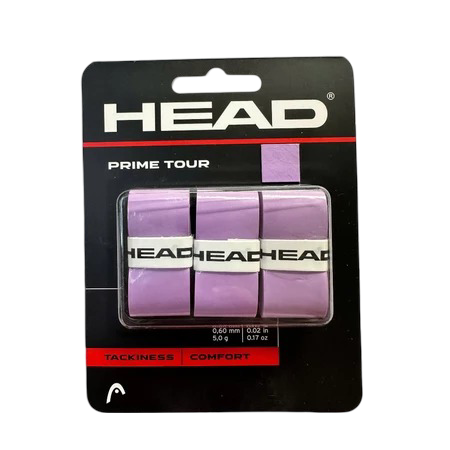 HEAD®
PRIME TOUR
HEAD HEAD HEAD
0,60 mm 0.02 in
5,0 g 0.17 oz
TACKINESS COMFORT